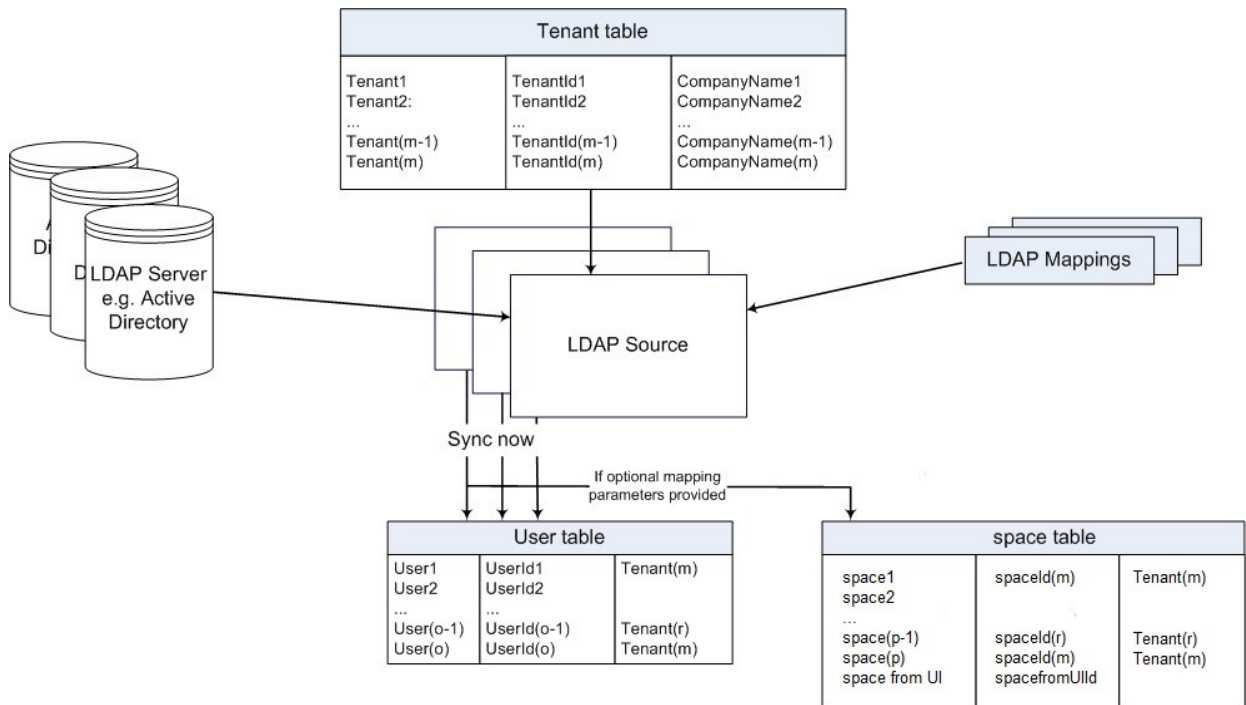 Tenant table
Tenant1
Tenant2:
...
Tenant(m-1)
Tenant(m)
TenantId1
TenantId2
...
TenantId(m-1)
TenantId(m)
CompanyName1
CompanyName2
...
CompanyName(m-1)
CompanyName(m)
LDAP Server
e.g. Active
Directory
LDAP Mappings
LDAP Source
Sync now
If optional mapping
parameters provided
User table
User1
User2
...
User(o-1)
User(o)
UserId1
UserId2
...
UserId(o-1)
UserId(o)
Tenant(m)
Tenant(r)
Tenant(m)
space table
space1
space2
...
space(p-1)
space(p)
space from UI
spaceId(m)
spaceId(r)
spaceId(m)
spacefromUIId
Tenant(m)
Tenant(r)
Tenant(m)